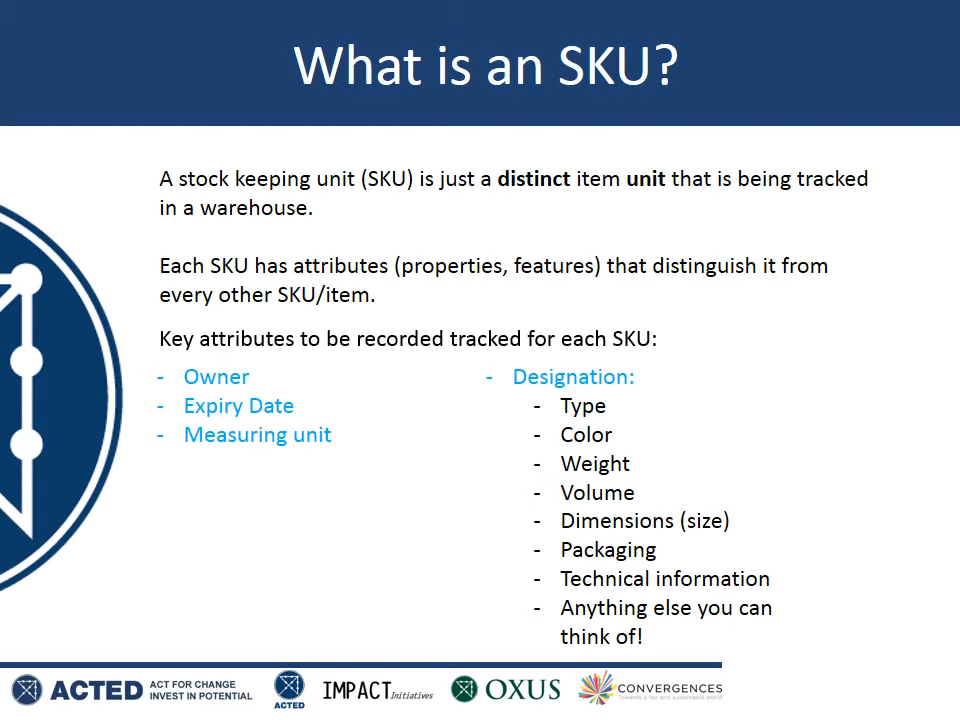 What is an SKU?
A stock keeping unit (SKU) is just a distinct item unit that is being tracked
in a warehouse.
Each SKU has attributes (properties, features) that distinguish it from
every other SKU/item.
Key attributes to be recorded tracked for each SKU:
- Owner
- Expiry Date
- Measuring unit
- Designation:
- Type
- Color
- Weight
- Volume
- Dimensions (size)
- Packaging
- Technical information
- Anything else you can
think of!
ACTED
ACT FOR CHANGE
INVEST IN POTENTIAL
ACTED
IMPACT Initiatives
OXUS
CONVERGENCES
Towards a fair and sustainable world